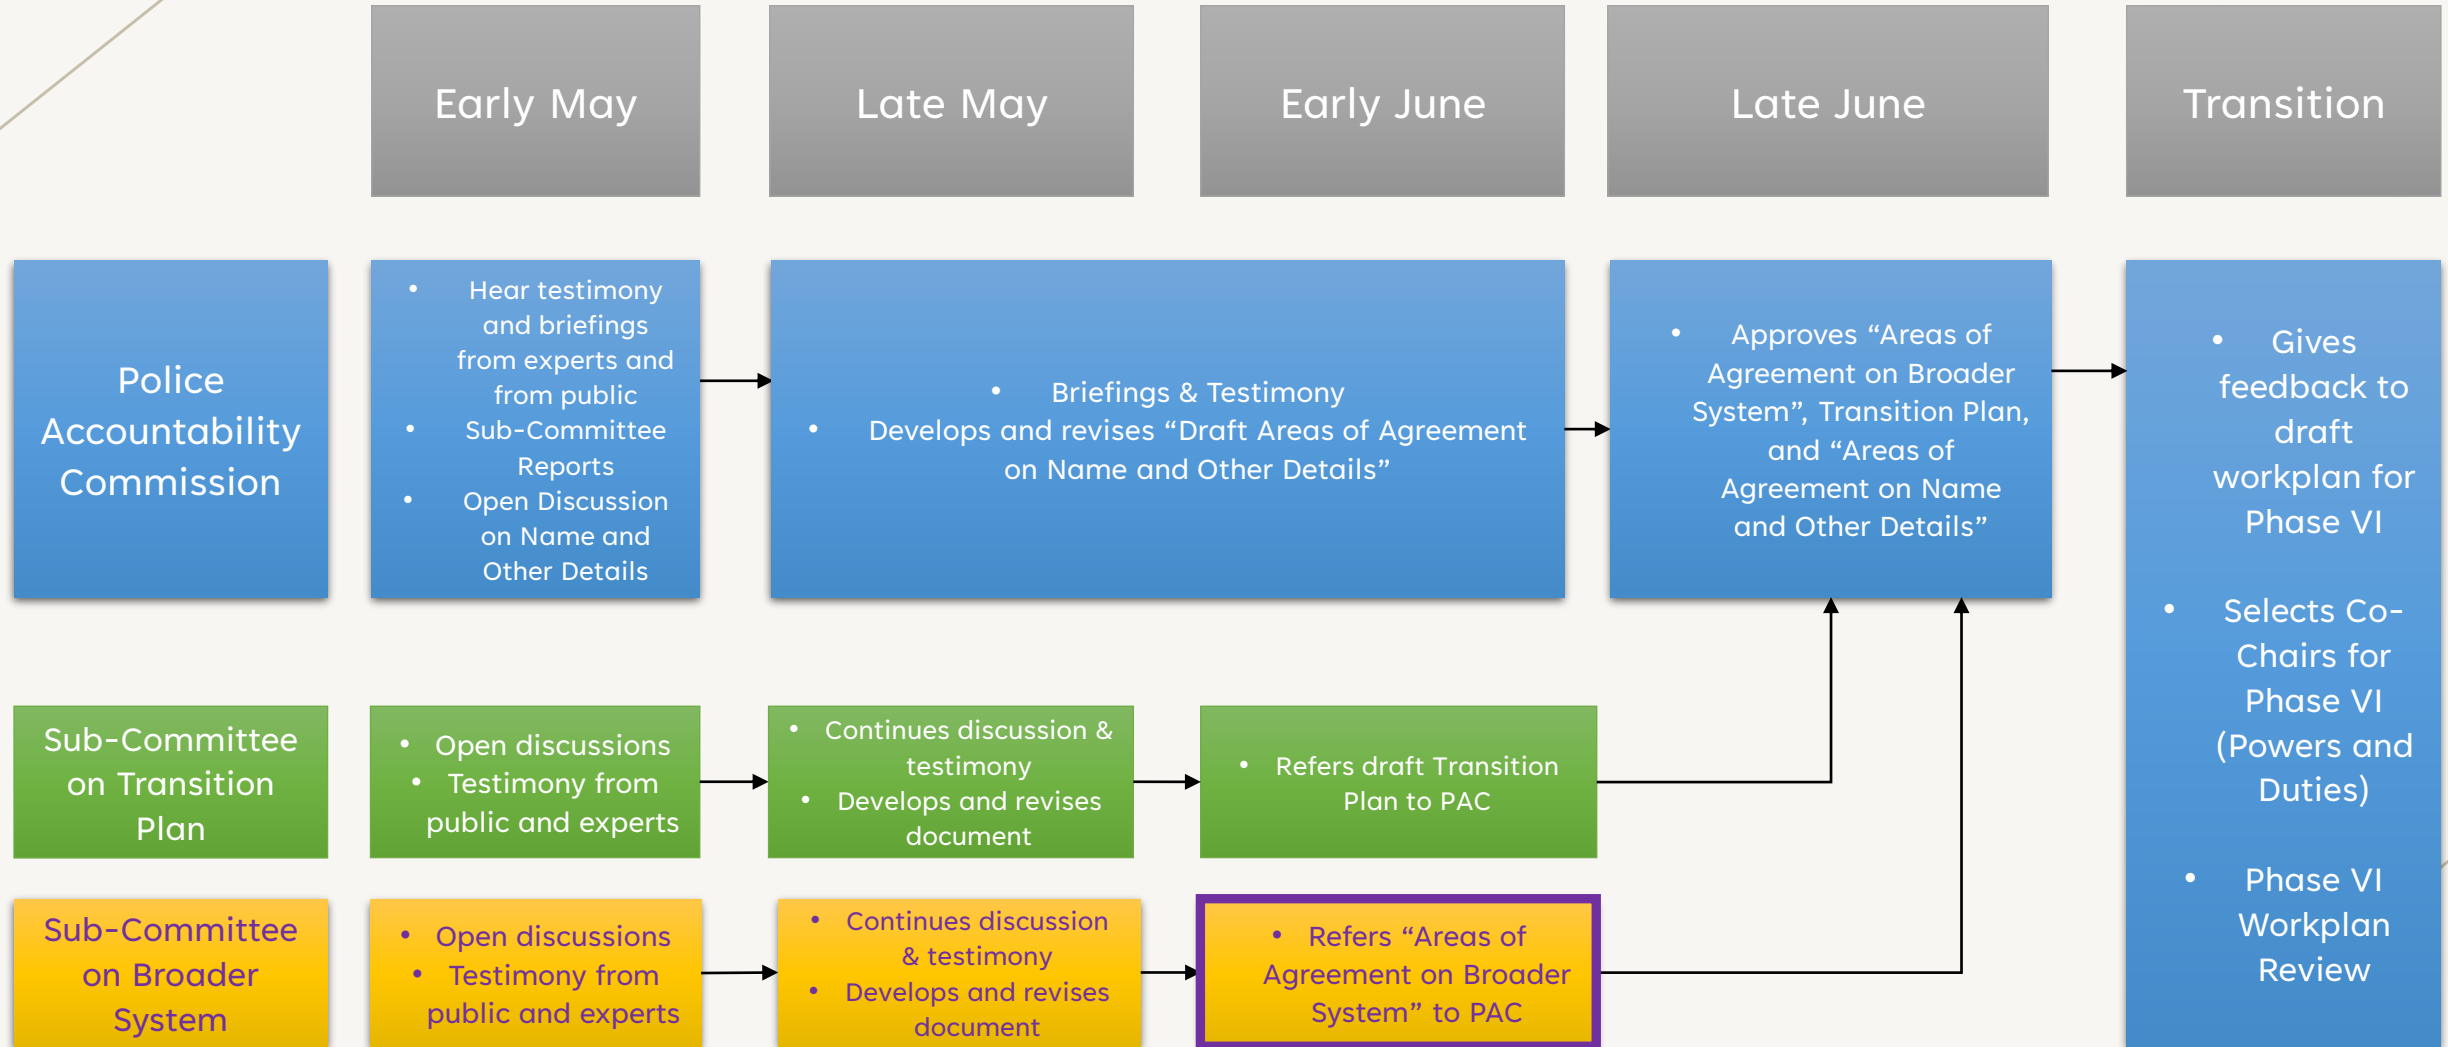 Early May
Late May
Early June
Late June
Transition
Police
Accountability
Commission
• Hear testimony
and briefings
from experts and
from public
• Sub-Committee
Reports
• Open Discussion
on Name and
Other Details
• Briefings & Testimony
• Develops and revises “Draft Areas of Agreement
on Name and Other Details”
• Approves “Areas of
Agreement on Broader
System”, Transition Plan,
and “Areas of
Agreement on Name
and Other Details”
• Gives
feedback to
draft
workplan for
Phase VI
• Selects Co-
Chairs for
Phase VI
(Powers and
Duties)
• Phase VI
Workplan
Review
Sub-Committee
on Transition
Plan
• Open discussions
• Testimony from
public and experts
• Continues discussion &
testimony
• Develops and revises
document
• Refers draft Transition
Plan to PAC
Sub-Committee
on Broader
System
• Open discussions
• Testimony from
public and experts
• Continues discussion
& testimony
• Develops and revises
document
• Refers “Areas of
Agreement on Broader
System” to PAC